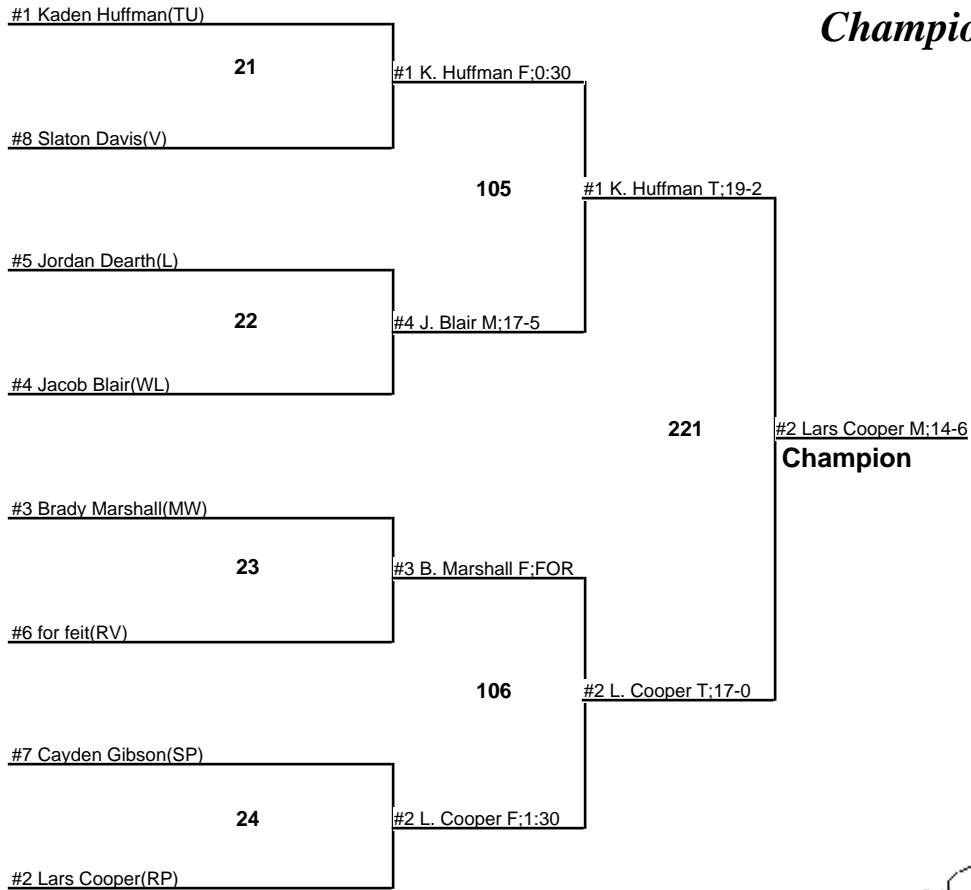 #1 Kaden Huffman(TU)
Champio
21
#1 K. Huffman F;0:30
#8 Slaton Davis(V)
105
#1 K. Huffman T;19-2
#5 Jordan Dearth(L)
22
#4 J. Blair M;17-5
#4 Jacob Blair(WL)
221
#2 Lars Cooper M;14-6
Champion
#3 Brady Marshall(MW)
23
#3 B. Marshall F;FOR
#6 for feit(RV)
106
#2 L. Cooper T;17-0
#7 Cayden Gibson(SP)
24
#2 L. Cooper F;1:30
#2 Lars Cooper(RP)